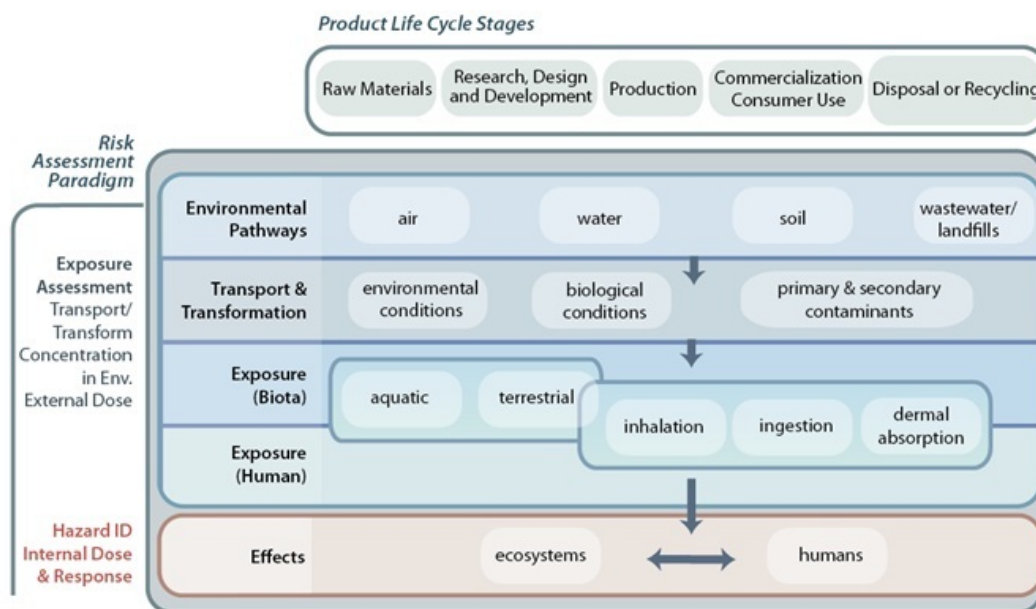 Product Life Cycle Stages
Raw Materials
Research, Design
and Development
Production
Commercialization
Consumer Use
Disposal or Recycling
Risk
Assessment
Paradigm
Exposure
Assessment
Transport/
Transform
Concentration
in Env.
External Dose
Environmental
Pathways
air
water
soil
wastewater/
landfills
Transport &
Transformation
environmental
conditions
biological
conditions
primary & secondary
contaminants
Exposure
(Biota)
aquatic
terrestrial
inhalation
ingestion
dermal
absorption
Exposure
(Human)
Hazard ID
Internal Dose
& Response
Effects
ecosystems
humans